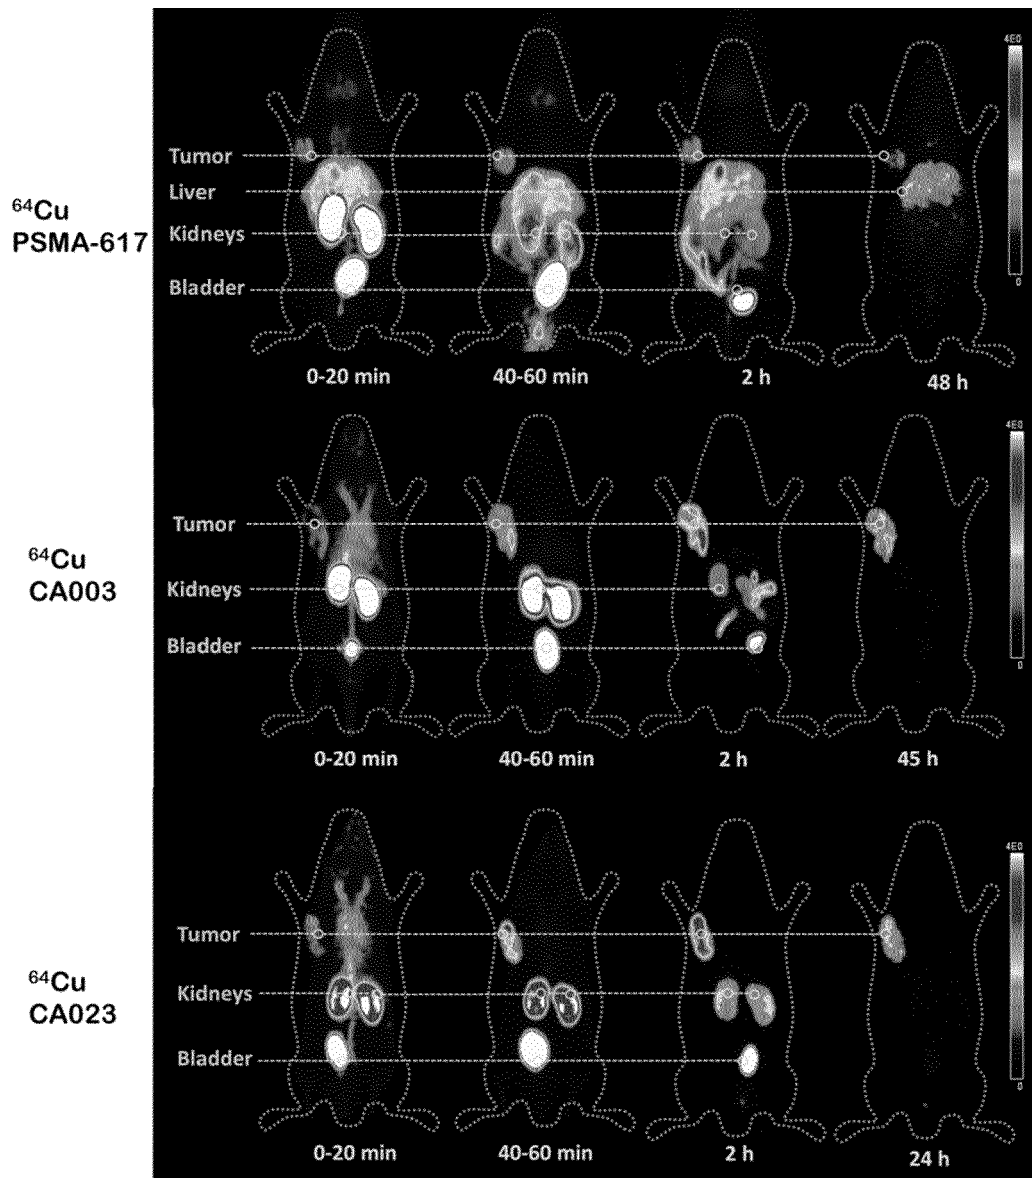 ⁶⁴Cu
PSMA-617
Tumor
Liver
Kidneys
Bladder
4E0
0
0-20 min
40-60 min
2 h
48 h
⁶⁴Cu
CA003
Tumor
Kidneys
Bladder
4E0
0
0-20 min
40-60 min
2 h
45 h
⁶⁴Cu
CA023
Tumor
Kidneys
Bladder
4E0
0
0-20 min
40-60 min
2 h
24 h